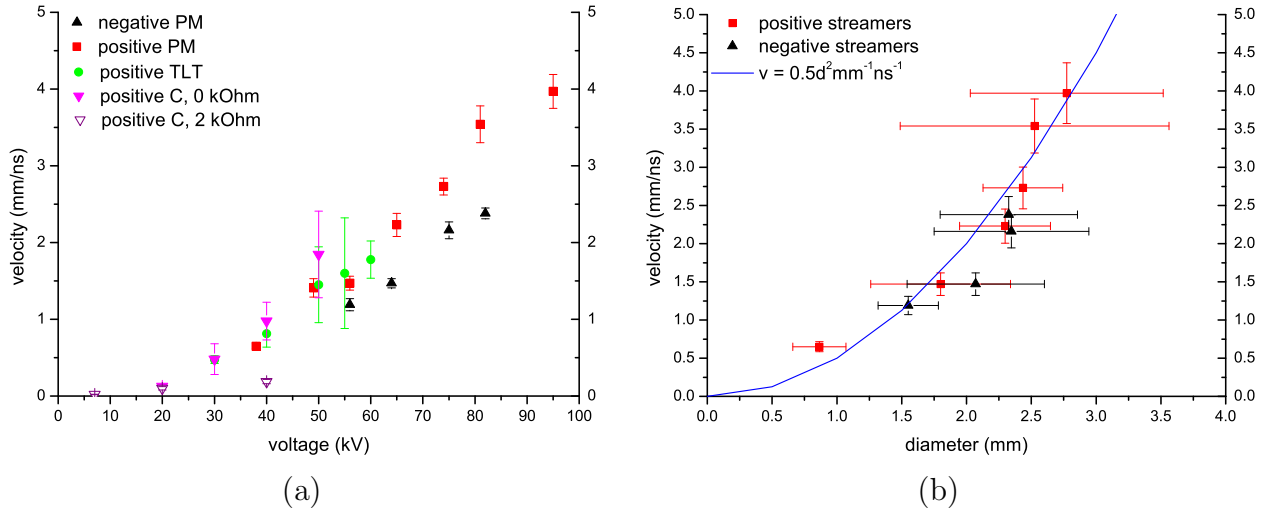 negative PM
positive PM
positive TLT
positive C, 0 kOhm
positive C, 2 kOhm
5
4
3
2
1
0
5
4
3
2
1
0
0 10 20 30 40 50 60 70 80 90 100
velocity (mm/ns)
voltage (kV)
(a)
positive streamers
negative streamers
v = 0.5d²mm⁻¹ns⁻¹
5.0
4.5
4.0
3.5
3.0
2.5
2.0
1.5
1.0
0.5
0.0
5.0
4.5
4.0
3.5
3.0
2.5
2.0
1.5
1.0
0.5
0.0
0.0 0.5 1.0 1.5 2.0 2.5 3.0 3.5 4.0
velocity (mm/ns)
diameter (mm)
(b)